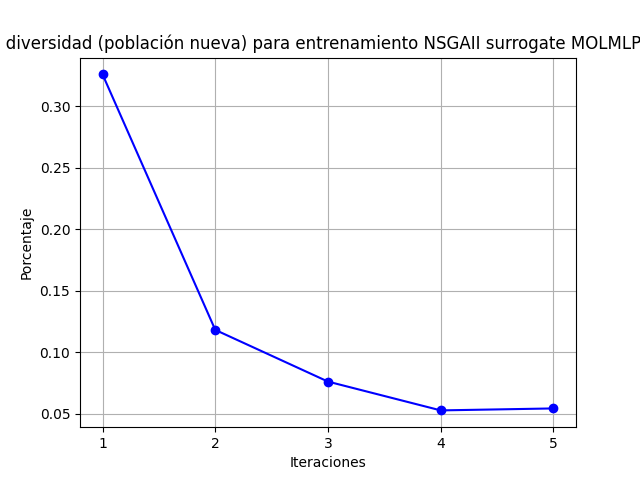 diversidad (población nueva) para entrenamiento NSGAII surrogate MOLMLP
0.30
0.25
0.20
0.15
0.10
0.05
Porcentaje
1 2 3 4 5
Iteraciones